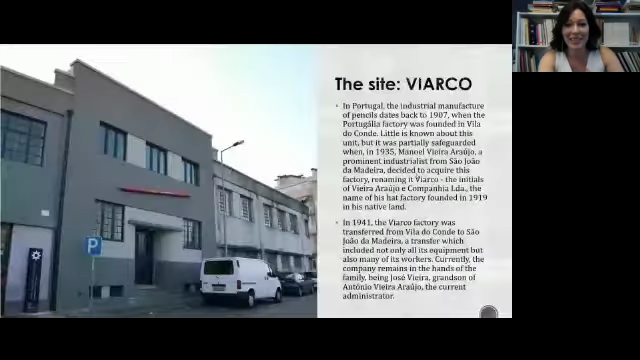 The site: VIARCO
In Portugal, the industrial manufacture
of pencils dates back to 1907, when the
Portugália factory was founded in Vila
do Conde. Little is known about this
unit, but it was partially safeguarded
when, in 1935, Manoel Vieira Araújo, a
prominent industrialist from São João
da Madeira, decided to acquire this
factory, renaming it Viarco - the initials
of Vieira Araújo e Companhia Lda., the
name of his hat factory founded in 1919
in his native land.
In 1941, the Viarco factory was
transferred from Vila do Conde to São
João da Madeira, a transfer which
included not only all its equipment but
also many of its workers. Currently, the
company remains in the hands of the
family, being José Vieira, grandson of
António Vieira Araújo, the current
administrator.
P